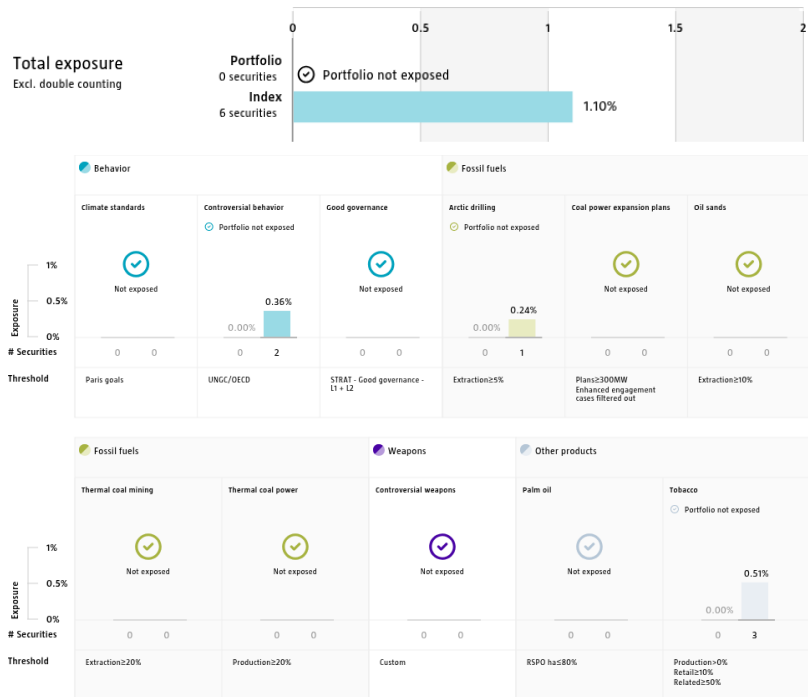 0 0.5 1 1.5 2
Total exposure
Excl. double counting
Portfolio
0 securities
Portfolio not exposed
Index
6 securities
1.10%
Behavior
Fossil fuels
Climate standards
Controversial behavior
Good governance
Arctic drilling
Coal power expansion plans
Oil sands
Portfolio not exposed
Portfolio not exposed
Not exposed
Not exposed
Not exposed
Not exposed
Exposure
1%
0.5%
0%
0.00%
0.36%
0.00%
0.24%
# Securities
0 0
0 2
0 0
0 1
0 0
0 0
Threshold
Paris goals
UNGC/OECD
STRAT - Good governance -
L1 + L2
Extraction≥5%
Plans≥300MW
Enhanced engagement
cases filtered out
Extraction≥10%
Fossil fuels
Weapons
Other products
Thermal coal mining
Thermal coal power
Controversial weapons
Palm oil
Tobacco
Portfolio not exposed
Not exposed
Not exposed
Not exposed
Not exposed
Exposure
1%
0.5%
0%
0.00%
0.51%
# Securities
0 0
0 0
0 0
0 0
0 3
Threshold
Extraction≥20%
Production≥20%
Custom
RSPO ha≤80%
Production>0%
Retail≥10%
Related≥50%